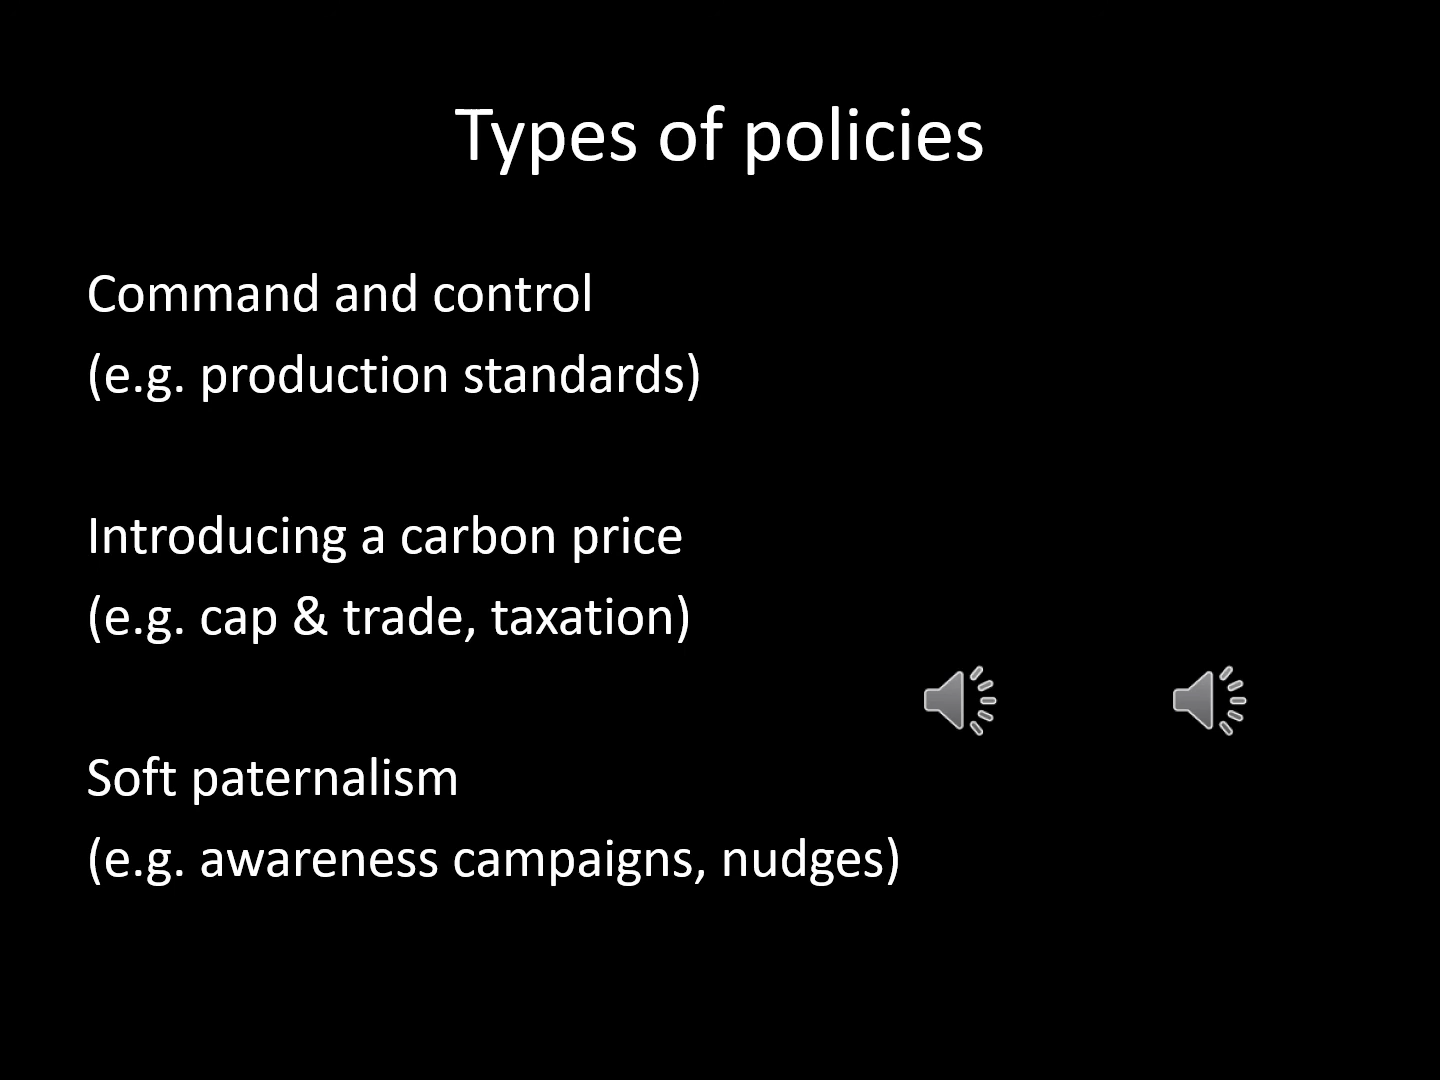 Types of policies
Command and control
(e.g. production standards)
Introducing a carbon price
(e.g. cap & trade, taxation)
Soft paternalism
(e.g. awareness campaigns, nudges)